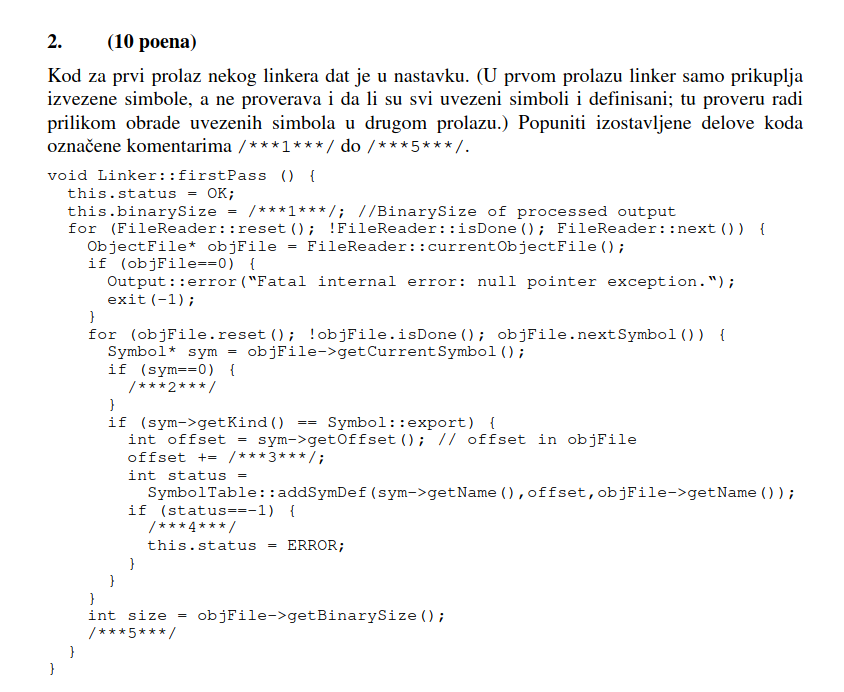 2. (10 poena)
Kod za prvi prolaz nekog linkera dat je u nastavku. (U prvom prolazu linker samo prikuplja
izvezene simbole, a ne proverava i da li su svi uvezeni simboli i definisani; tu proveru radi
prilikom obrade uvezenih simbola u drugom prolazu.) Popuniti izostavljene delove koda
označene komentarima /***1***/ do /***5***/.
void Linker::firstPass () {
  this.status = OK;
  this.binarySize = /***1***/; //BinarySize of processed output
  for (FileReader::reset(); !FileReader::isDone(); FileReader::next()) {
    ObjectFile* objFile = FileReader::currentObjectFile();
    if (objFile==0) {
      Output::error(“Fatal internal error: null pointer exception.“);
      exit(-1);
    }
    for (objFile.reset(); !objFile.isDone(); objFile.nextSymbol()) {
      Symbol* sym = objFile->getCurrentSymbol();
      if (sym==0) {
        /***2***/
      }
      if (sym->getKind() == Symbol::export) {
        int offset = sym->getOffset(); // offset in objFile
        offset += /***3***/;
        int status =
          SymbolTable::addSymDef(sym->getName(),offset,objFile->getName());
        if (status==-1) {
          /***4***/
          this.status = ERROR;
        }
      }
    }
    int size = objFile->getBinarySize();
    /***5***/
  }
}